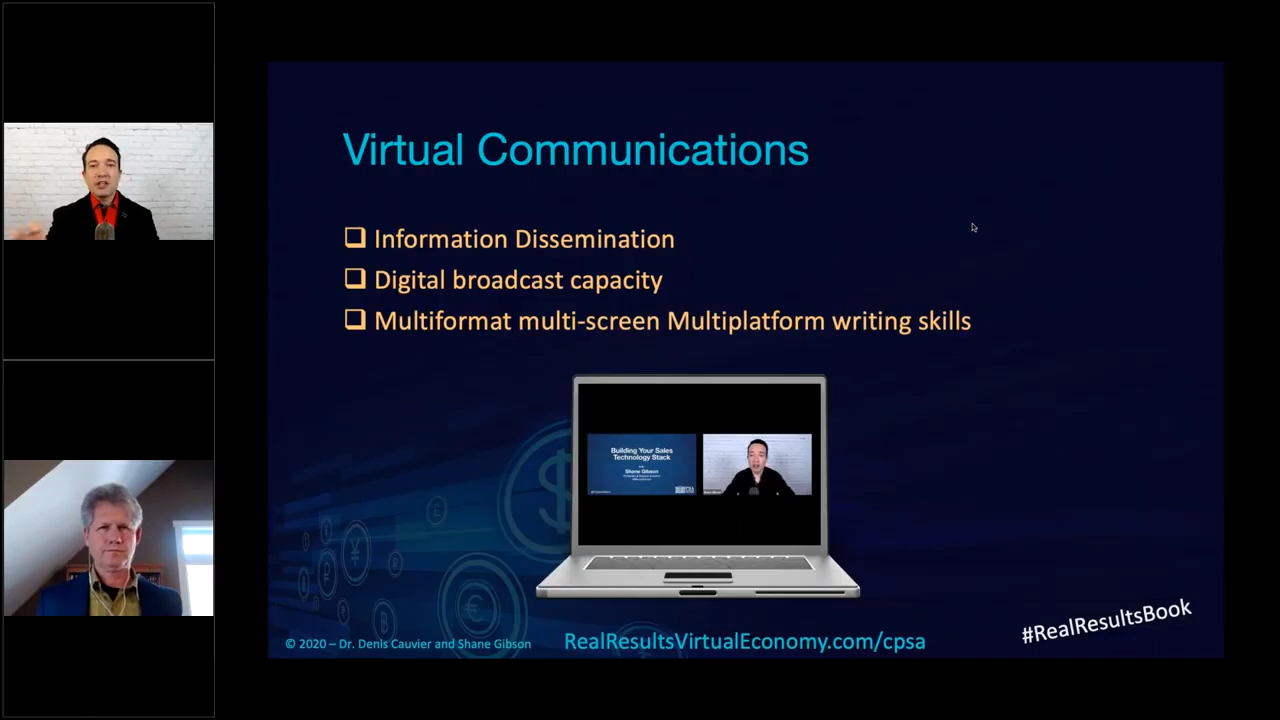 Virtual Communications
Information Dissemination
Digital broadcast capacity
Multiformat multi-screen Multiplatform writing skills
Building Your Sales
Technology Stack
Shane Gibson
#RealResultsBook
© 2020 – Dr. Denis Cauvier and Shane Gibson
RealResultsVirtualEconomy.com/cpsa